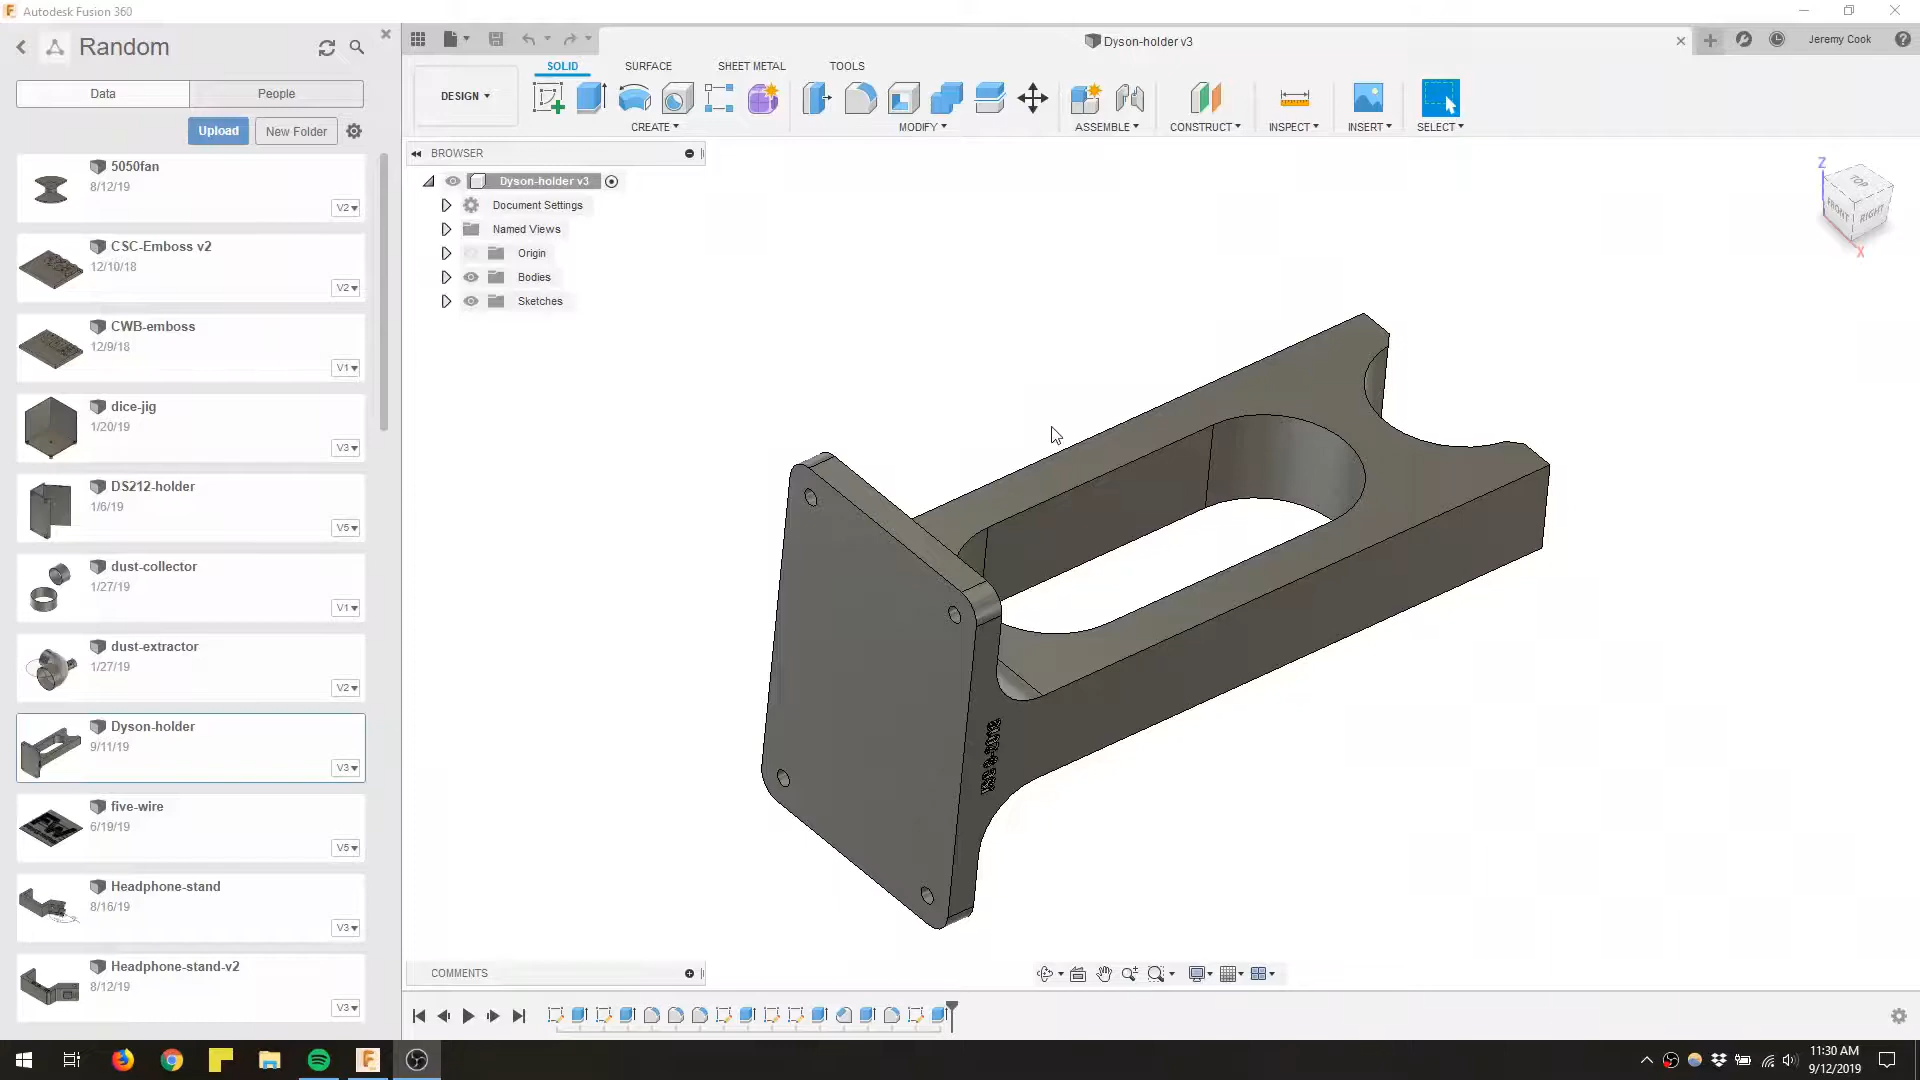 Autodesk Fusion 360
Random
Data
People
Upload
New Folder
5050fan
8/12/19
V2
CSC-Emboss v2
12/10/18
V2
CWB-emboss
12/9/18
V1
dice-jig
1/20/19
V3
DS212-holder
1/6/19
V5
dust-collector
1/27/19
V1
dust-extractor
1/27/19
V2
Dyson-holder
9/11/19
V3
five-wire
6/19/19
V5
Headphone-stand
8/16/19
V3
Headphone-stand-v2
8/12/19
V3
Dyson-holder v3
Jeremy Cook
SOLID
SURFACE
SHEET METAL
TOOLS
DESIGN
CREATE
MODIFY
ASSEMBLE
CONSTRUCT
INSPECT
INSERT
SELECT
BROWSER
Dyson-holder v3
Document Settings
Named Views
Origin
Bodies
Sketches
Z
TOP
FRONT
RIGHT
X
COMMENTS
11:30 AM
9/12/2019